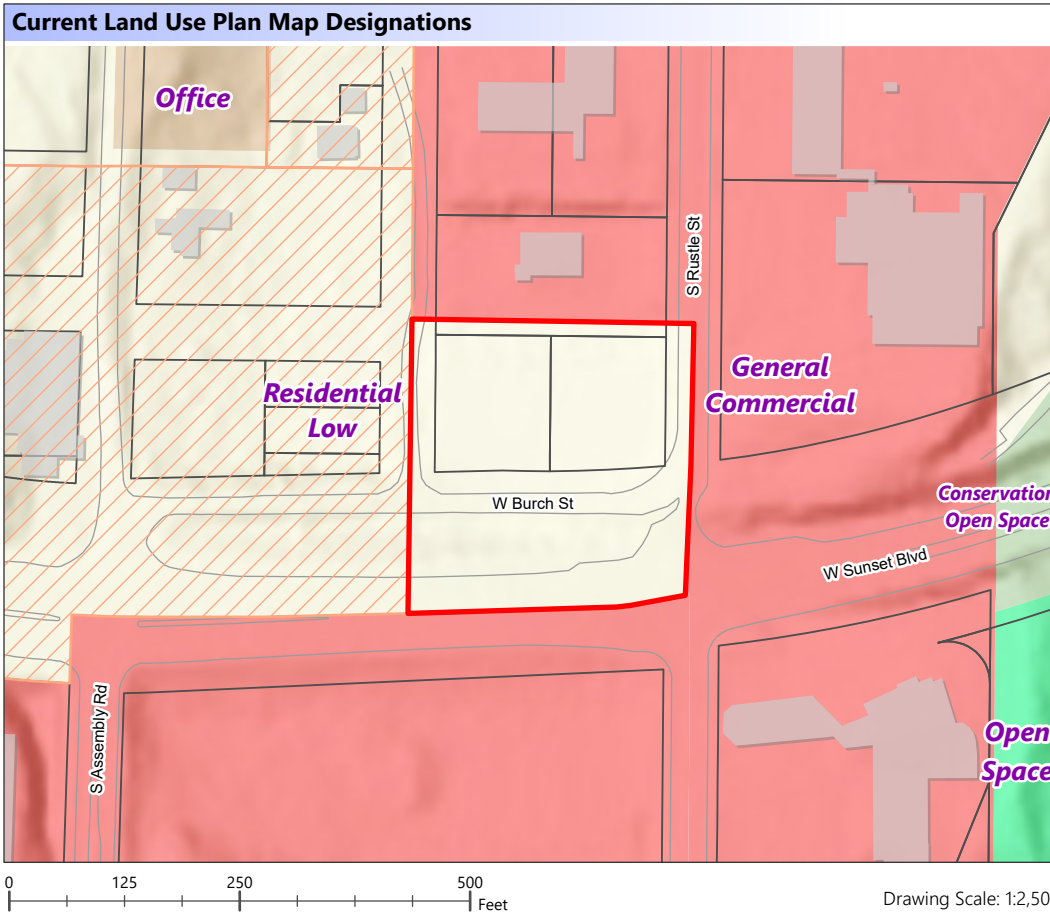 Current Land Use Plan Map Designations
Office
S Rustle St
General
Commercial
Residential
Low
W Burch St
Conservation
Open Space
W Sunset Blvd
S Assembly Rd
Open
Space
0 125 250 500
Feet
Drawing Scale: 1:2,50